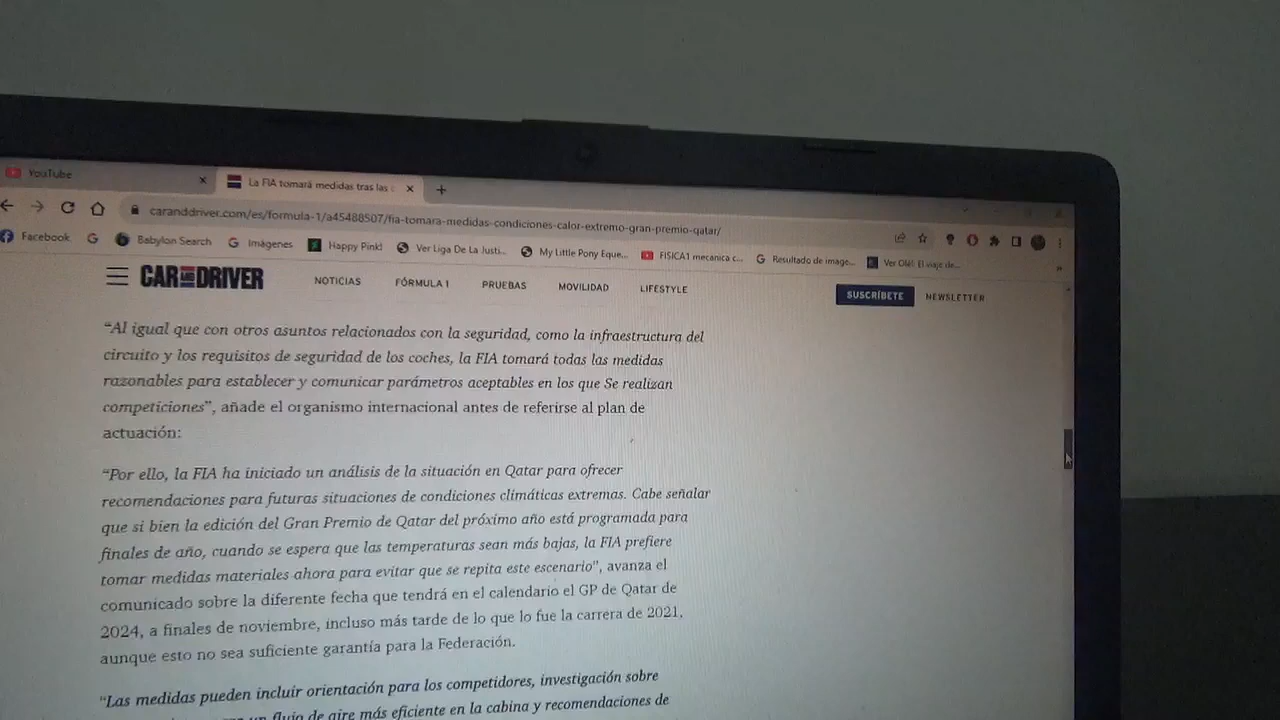 YouTube
La FIA tomará medidas tras las c
caranddriver.com/es/formula-1/a45488507/fia-tomara-medidas-condiciones-calor-extremo-gran-premio-qatar/
Facebook
Babylon Search
Imágenes
Happy Pink!
Ver Liga De La Justi...
My Little Pony Eque...
FISICA1 mecanica c...
Resultado de image...
Ver Olé!: El viaje de...
CAR AND DRIVER
NOTICIAS
FÓRMULA 1
PRUEBAS
MOVILIDAD
LIFESTYLE
SUSCRÍBETE
NEWSLETTER
“Al igual que con otros asuntos relacionados con la seguridad, como la infraestructura del
circuito y los requisitos de seguridad de los coches, la FIA tomará todas las medidas
razonables para establecer y comunicar parámetros aceptables en los que Se realizan
competiciones”, añade el organismo internacional antes de referirse al plan de
actuación:
“Por ello, la FIA ha iniciado un análisis de la situación en Qatar para ofrecer
recomendaciones para futuras situaciones de condiciones climáticas extremas. Cabe señalar
que si bien la edición del Gran Premio de Qatar del próximo año está programada para
finales de año, cuando se espera que las temperaturas sean más bajas, la FIA prefiere
tomar medidas materiales ahora para evitar que se repita este escenario”, avanza el
comunicado sobre la diferente fecha que tendrá en el calendario el GP de Qatar de
2024, a finales de noviembre, incluso más tarde de lo que lo fue la carrera de 2021,
aunque esto no sea suficiente garantía para la Federación.
“Las medidas pueden incluir orientación para los competidores, investigación sobre
un flujo de aire más eficiente en la cabina y recomendaciones de